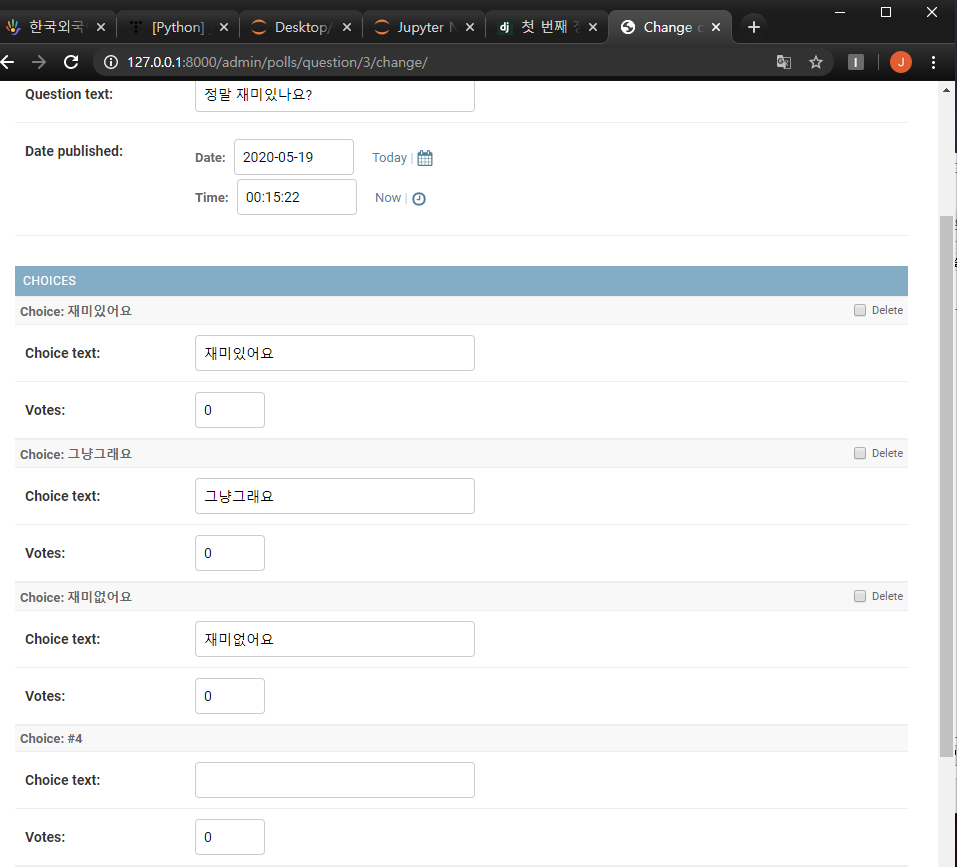 한국외국
[Python]
Desktop/
Jupyter N
첫 번째
Change
127.0.0.1:8000/admin/polls/question/3/change/
I
J
Question text:
정말 재미있나요?
Date published:
Date:
2020-05-19
Today
Time:
00:15:22
Now
CHOICES
Choice: 재미있어요
Delete
Choice text:
재미있어요
Votes:
0
Choice: 그냥그래요
Delete
Choice text:
그냥그래요
Votes:
0
Choice: 재미없어요
Delete
Choice text:
재미없어요
Votes:
0
Choice: #4
Choice text:
Votes:
0